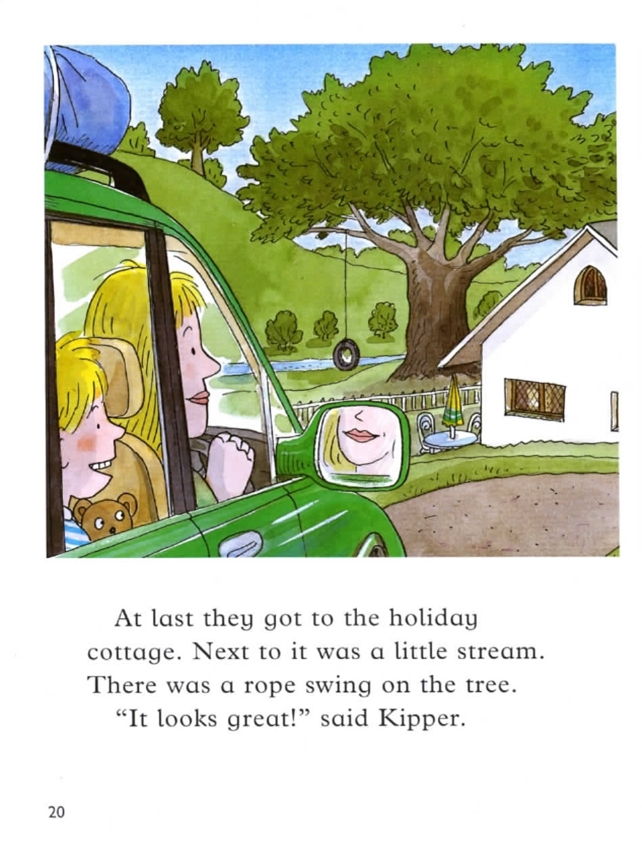 At last they got to the holiday
cottage. Next to it was a little stream.
There was a rope swing on the tree.
“It looks great!” said Kipper.
20